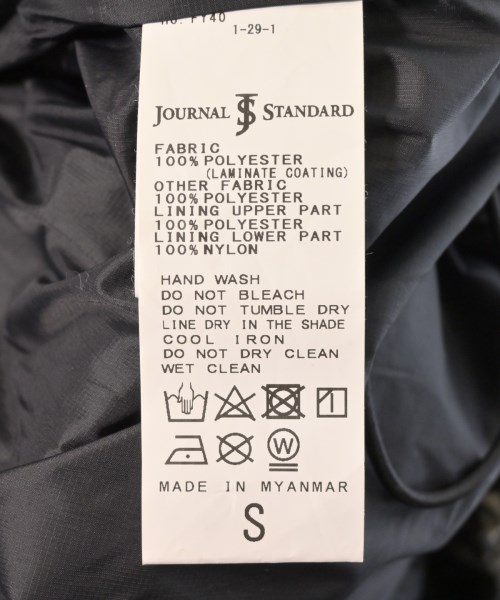 1-29-1
JOURNAL JS STANDARD
FABRIC
100% POLYESTER
(LAMINATE COATING)
OTHER FABRIC
100% POLYESTER
LINING UPPER PART
100% POLYESTER
LINING LOWER PART
100% NYLON
HAND WASH
DO NOT BLEACH
DO NOT TUMBLE DRY
LINE DRY IN THE SHADE
COOL IRON
DO NOT DRY CLEAN
WET CLEAN
W
MADE IN MYANMAR
S